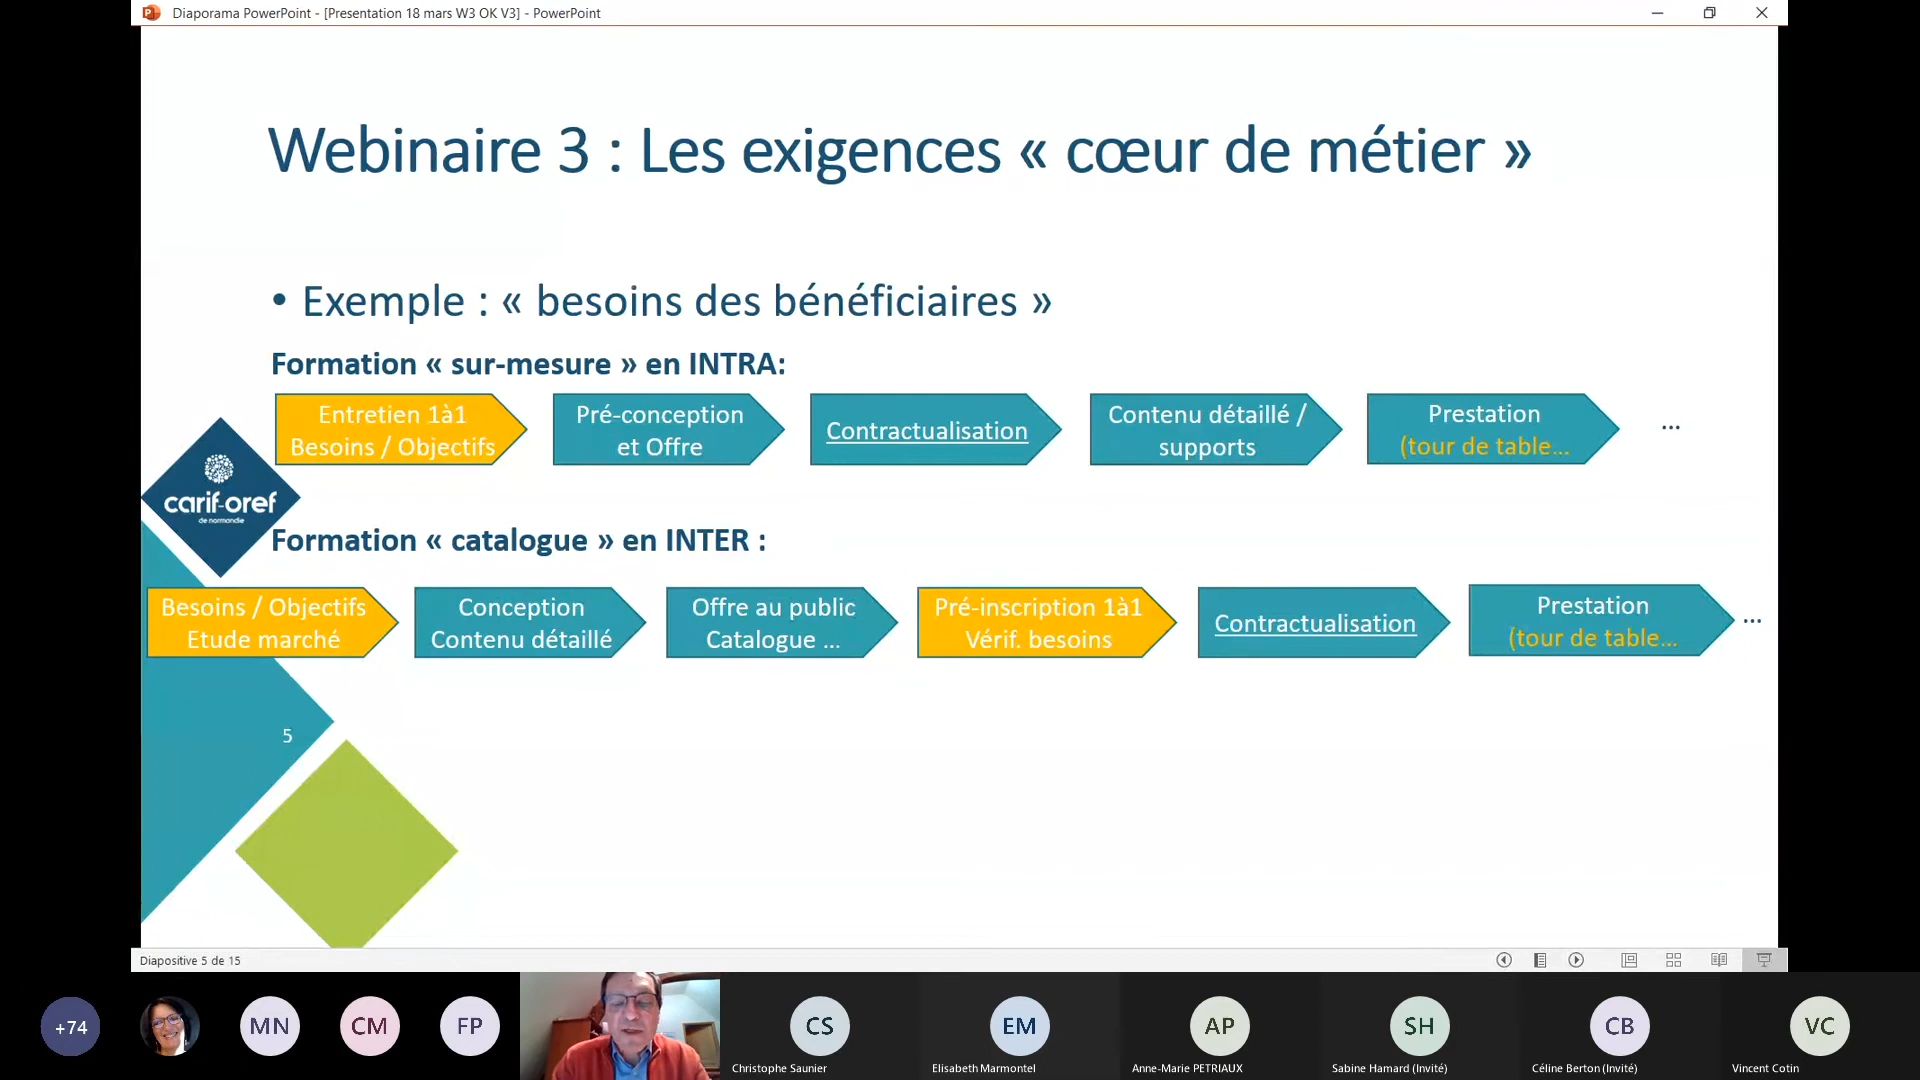 Diaporama PowerPoint - [Presentation 18 mars W3 OK V3] - PowerPoint
Webinaire 3 : Les exigences « cœur de métier »
• Exemple : « besoins des bénéficiaires »
Formation « sur-mesure » en INTRA:
Entretien 1à1
Besoins / Objectifs
Pré-conception
et Offre
Contractualisation
Contenu détaillé /
supports
Prestation
(tour de table...
...
carif-oref
de normandie
Formation « catalogue » en INTER :
Besoins / Objectifs
Etude marché
Conception
Contenu détaillé
Offre au public
Catalogue ...
Pré-inscription 1à1
Vérif. besoins
Contractualisation
Prestation
(tour de table...
...
5
Diapositive 5 de 15
+74
MN
CM
FP
CS
Christophe Saunier
EM
Elisabeth Marmontel
AP
Anne-Marie PETRIAUX
SH
Sabine Hamard (Invité)
CB
Céline Berton (Invité)
VC
Vincent Cotin